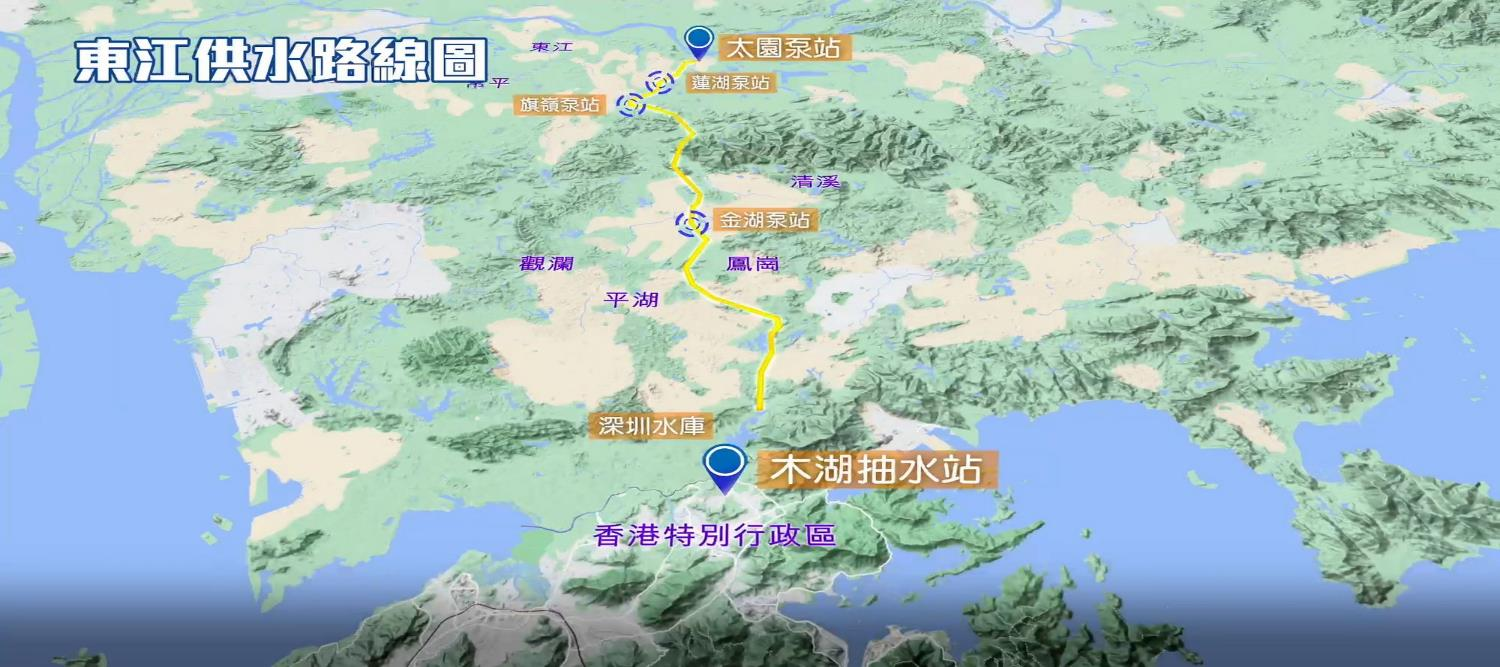 東江供水路線圖
東江
太園泵站
常平
蓮湖泵站
旗嶺泵站
清溪
金湖泵站
觀瀾
鳳崗
平湖
深圳水庫
木湖抽水站
香港特別行政區